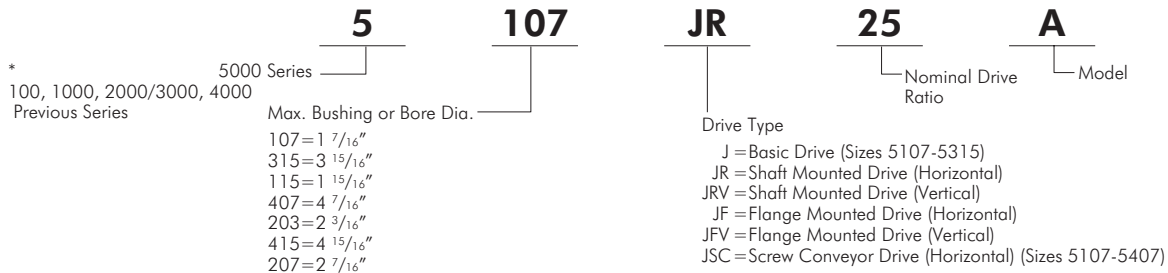 5 107 JR 25 A
*
5000 Series
100, 1000, 2000/3000, 4000
Previous Series
Max. Bushing or Bore Dia.
107=1 7/16"
315=3 15/16"
115=1 15/16"
407=4 7/16"
203=2 3/16"
415=4 15/16"
207=2 7/16"
Drive Type
J =Basic Drive (Sizes 5107-5315)
JR =Shaft Mounted Drive (Horizontal)
JRV =Shaft Mounted Drive (Vertical)
JF =Flange Mounted Drive (Horizontal)
JFV =Flange Mounted Drive (Vertical)
JSC =Screw Conveyor Drive (Horizontal) (Sizes 5107-5407)
Nominal Drive
Ratio
Model